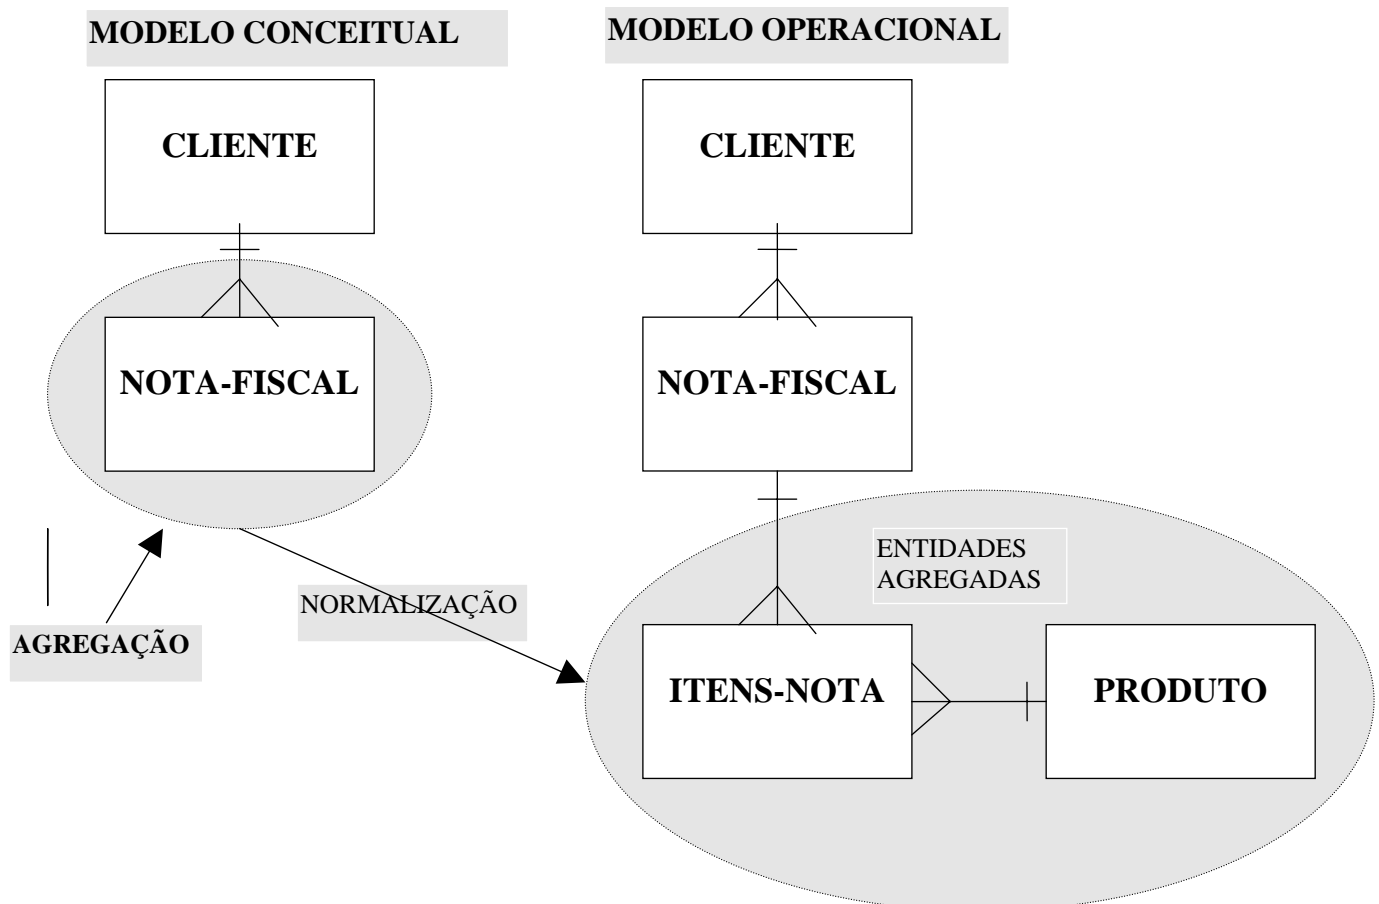 MODELO CONCEITUAL
MODELO OPERACIONAL
CLIENTE
CLIENTE
NOTA-FISCAL
NOTA-FISCAL
ENTIDADES
AGREGADAS
NORMALIZAÇÃO
AGREGAÇÃO
ITENS-NOTA
PRODUTO